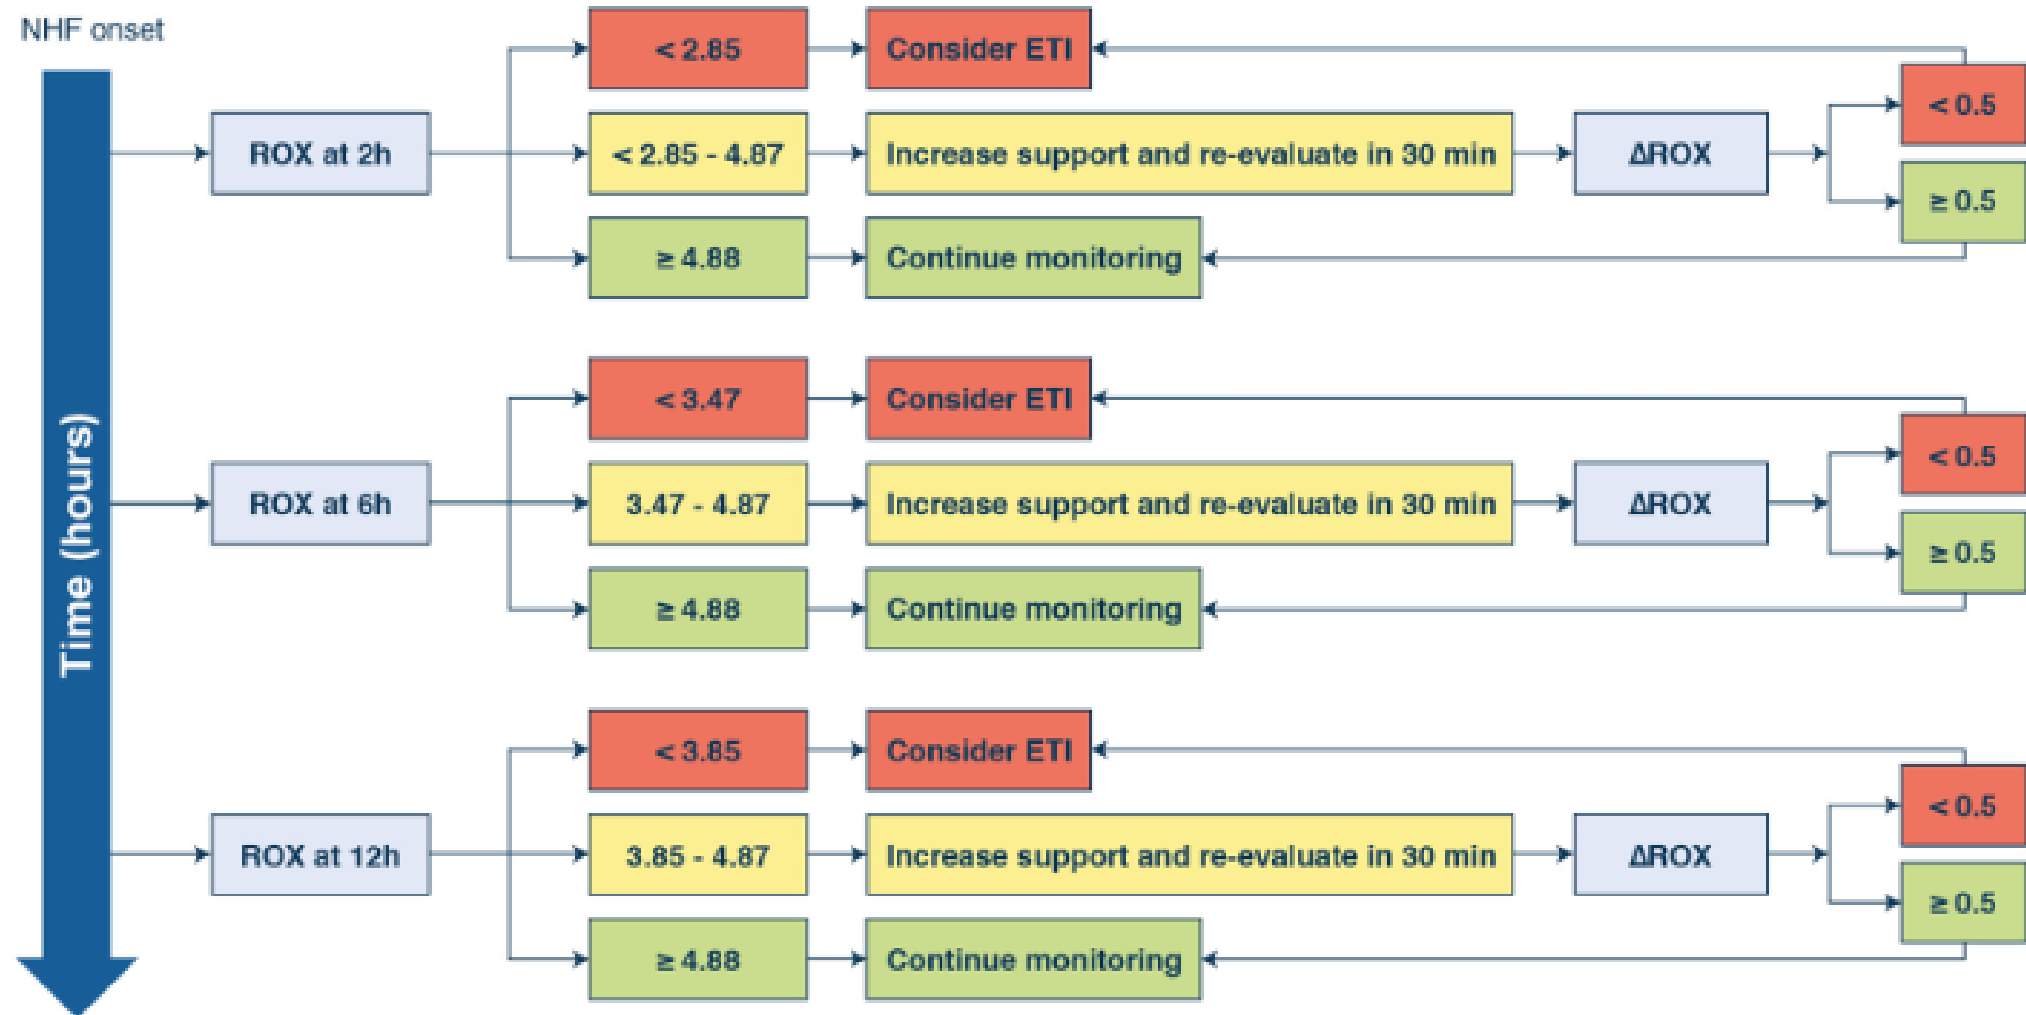 NHF onset
Time (hours)
ROX at 2h
< 2.85
Consider ETI
< 2.85 - 4.87
Increase support and re-evaluate in 30 min
ΔROX
< 0.5
≥ 0.5
≥ 4.88
Continue monitoring
ROX at 6h
< 3.47
Consider ETI
3.47 - 4.87
Increase support and re-evaluate in 30 min
ΔROX
< 0.5
≥ 0.5
≥ 4.88
Continue monitoring
ROX at 12h
< 3.85
Consider ETI
3.85 - 4.87
Increase support and re-evaluate in 30 min
ΔROX
< 0.5
≥ 0.5
≥ 4.88
Continue monitoring